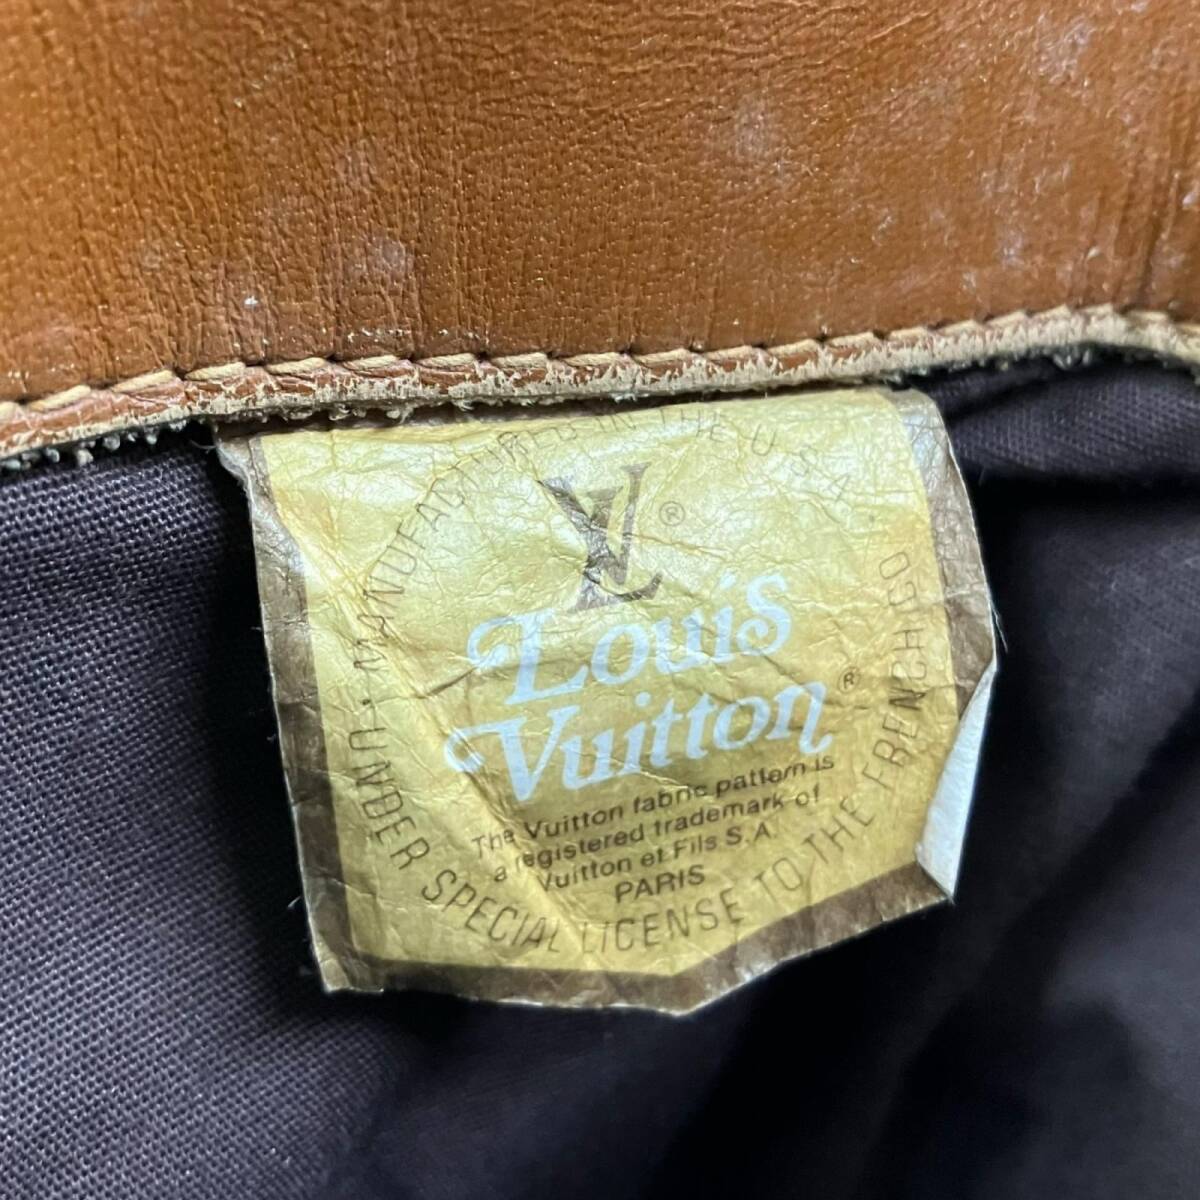 MANUFACTURED IN THE U.S.A.
LV ®
Louis
Vuitton ®
The Vuitton fabric pattern is
a registered trademark of
Vuitton et Fils S.A.
PARIS
UNDER SPECIAL LICENSE TO THE FRENCH CO